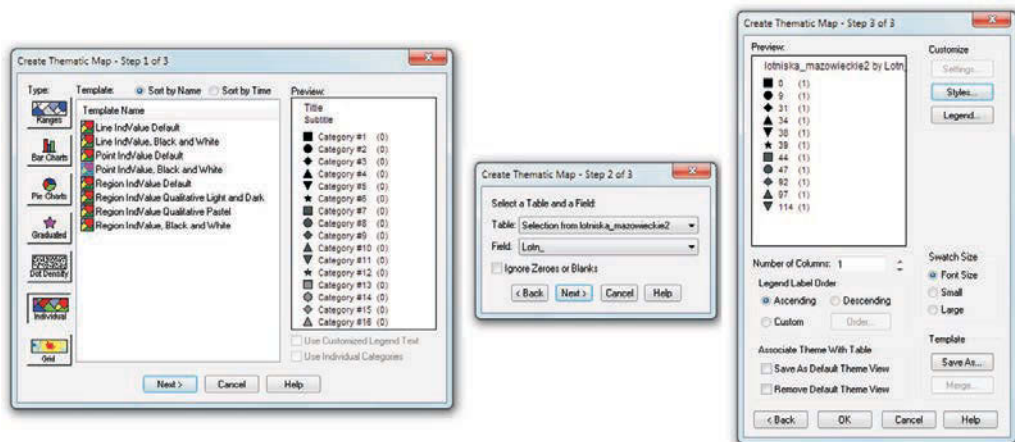 Create Thematic Map - Step 1 of 3
Type:
Template:
Sort by Name
Sort by Time
Preview:
Ranges
Bar Charts
Pie Charts
Graduated
Dot Density
Individual
Grid
Template Name
Line IndValue Default
Line IndValue, Black and White
Point IndValue Default
Point IndValue, Black and White
Region IndValue Default
Region IndValue Qualitative Light and Dark
Region IndValue Qualitative Pastel
Region IndValue, Black and White
Title
Subtitle
Category #1 (0)
Category #2 (0)
Category #3 (0)
Category #4 (0)
Category #5 (0)
Category #6 (0)
Category #7 (0)
Category #8 (0)
Category #9 (0)
Category #10 (0)
Category #11 (0)
Category #12 (0)
Category #13 (0)
Category #14 (0)
Category #15 (0)
Category #16 (0)
Use Customized Legend Text
Use Individual Categories
Next >
Cancel
Help
Create Thematic Map - Step 2 of 3
Select a Table and a Field:
Table: Selection from lotniska_mazowieckie2
Field: Lotn_
Ignore Zeroes or Blanks
< Back
Next >
Cancel
Help
Create Thematic Map - Step 3 of 3
Preview:
lotniska_mazowieckie2 by Lotn_
0 (1)
9 (1)
31 (1)
34 (1)
38 (1)
39 (1)
44 (1)
47 (1)
92 (1)
97 (1)
114 (1)
Customize
Settings...
Styles...
Legend...
Number of Columns: 1
Legend Label Order
Ascending
Descending
Custom
Order...
Swatch Size
Font Size
Small
Large
Associate Theme With Table
Save As Default Theme View
Remove Default Theme View
Template
Save As...
Merge...
< Back
OK
Cancel
Help